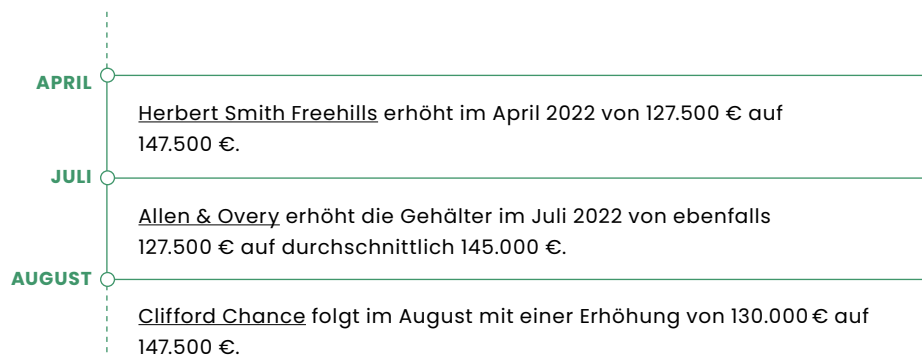 APRIL
Herbert Smith Freehills erhöht im April 2022 von 127.500 € auf
147.500 €.
JULI
Allen & Overy erhöht die Gehälter im Juli 2022 von ebenfalls
127.500 € auf durchschnittlich 145.000 €.
AUGUST
Clifford Chance folgt im August mit einer Erhöhung von 130.000 € auf
147.500 €.